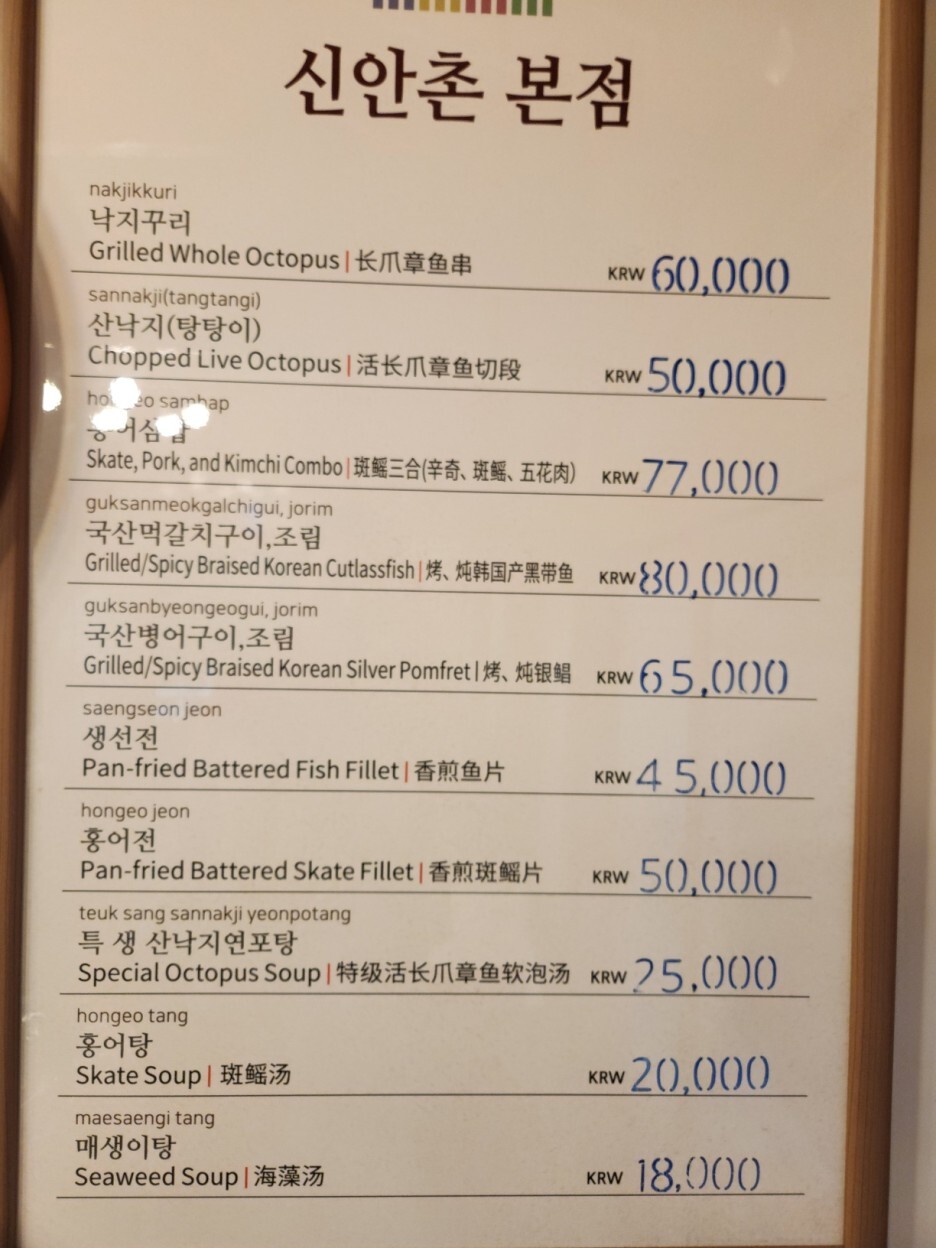 신안촌 본점
nakjikkuri
낙지꾸리
Grilled Whole Octopus | 长爪章鱼串 KRW 60,000
sannakji(tangtangi)
산낙지(탕탕이)
Chopped Live Octopus | 活长爪章鱼切段 KRW 50,000
hongeo samhap
홍어삼합
Skate, Pork, and Kimchi Combo | 斑鳐三合(辛奇、斑鳐、五花肉) KRW 77,000
guksanmeokgalchigui, jorim
국산먹갈치구이,조림
Grilled/Spicy Braised Korean Cutlassfish | 烤、炖韩国产黑带鱼 KRW 80,000
guksanbyeongeogui, jorim
국산병어구이,조림
Grilled/Spicy Braised Korean Silver Pomfret | 烤、炖银鲳 KRW 65,000
saengseon jeon
생선전
Pan-fried Battered Fish Fillet | 香煎鱼片 KRW 45,000
hongeo jeon
홍어전
Pan-fried Battered Skate Fillet | 香煎斑鳐片 KRW 50,000
teuk sang sannakji yeonpotang
특 생 산낙지연포탕
Special Octopus Soup | 特级活长爪章鱼软泡汤 KRW 25,000
hongeo tang
홍어탕
Skate Soup | 斑鳐汤 KRW 20,000
maesaengi tang
매생이탕
Seaweed Soup | 海藻汤 KRW 18,000